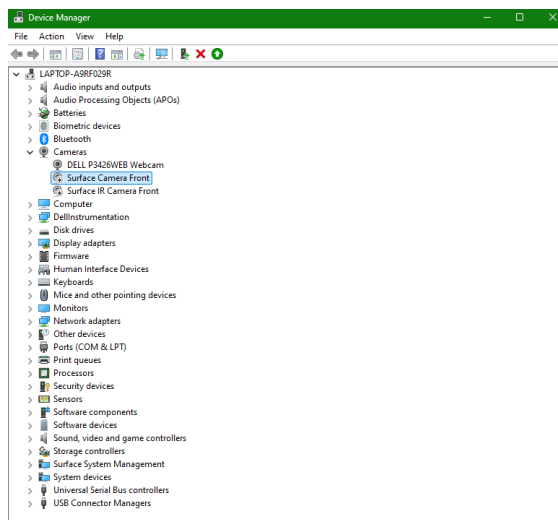 Device Manager
File Action View Help
LAPTOP-A9RF029R
Audio inputs and outputs
Audio Processing Objects (APOs)
Batteries
Biometric devices
Bluetooth
Cameras
DELL P3426WEB Webcam
Surface Camera Front
Surface IR Camera Front
Computer
DellInstrumentation
Disk drives
Display adapters
Firmware
Human Interface Devices
Keyboards
Mice and other pointing devices
Monitors
Network adapters
Other devices
Ports (COM & LPT)
Print queues
Processors
Security devices
Sensors
Software components
Software devices
Sound, video and game controllers
Storage controllers
Surface System Management
System devices
Universal Serial Bus controllers
USB Connector Managers